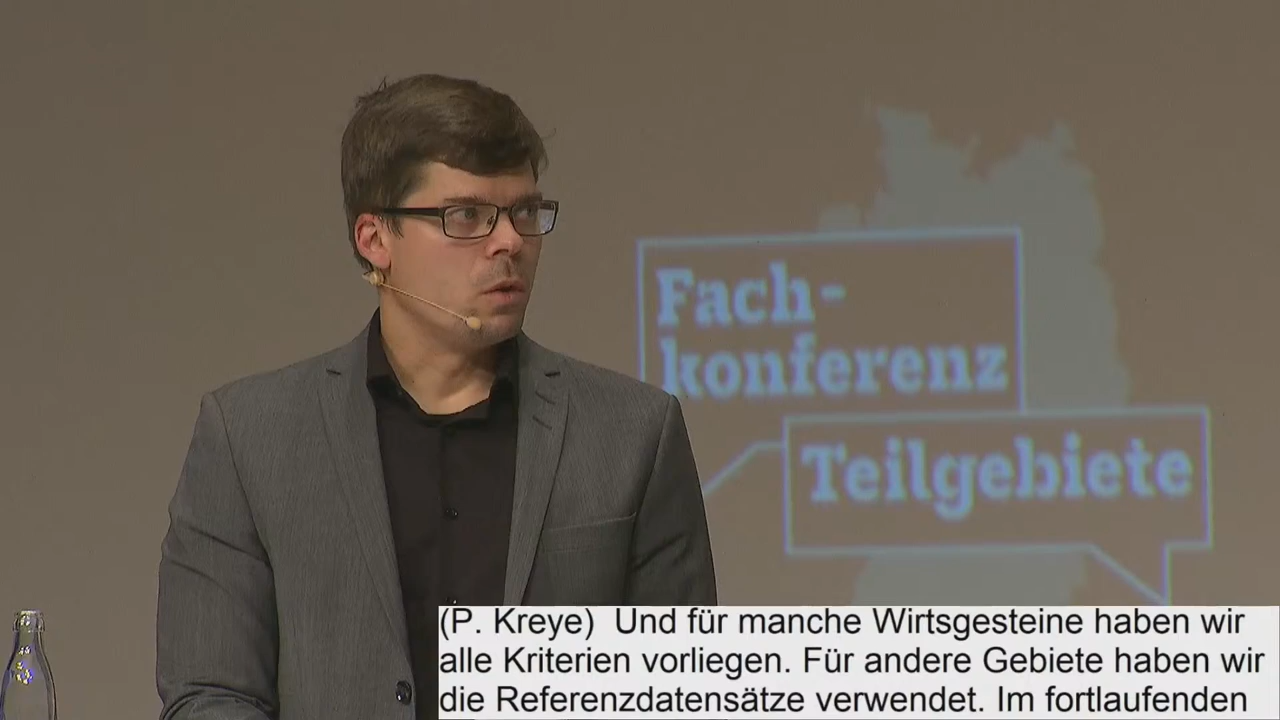 Fach-
konferenz
Teilgebiete
(P. Kreye)  Und für manche Wirtsgesteine haben wir
alle Kriterien vorliegen. Für andere Gebiete haben wir
die Referenzdatensätze verwendet. Im fortlaufenden